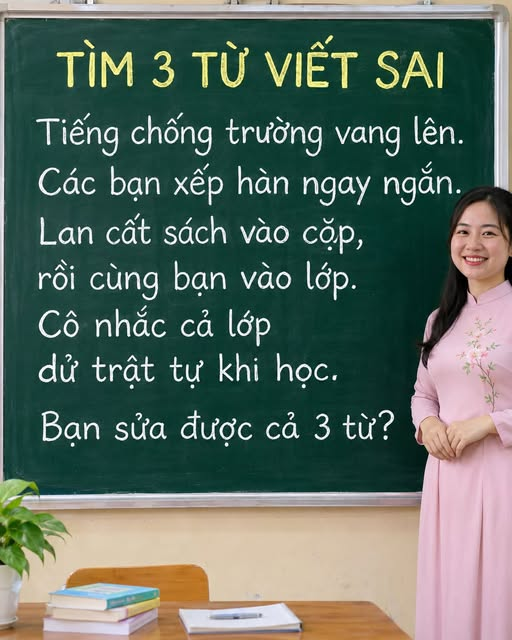 TÌM 3 TỪ VIẾT SAI
Tiếng chống trường vang lên.
Các bạn xếp hàn ngay ngắn.
Lan cất sách vào cộp,
rồi cùng bạn vào lớp.
Cô nhắc cả lớp
dử trật tự khi học.
Bạn sửa được cả 3 từ?